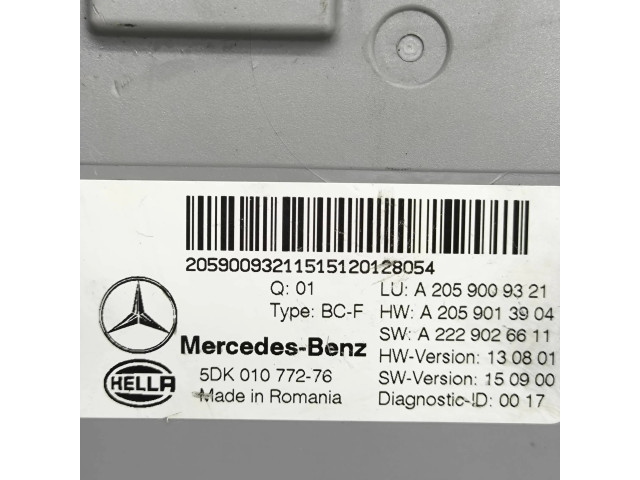 2059009321151512012805​4
Q: 01
Type: BC-F
Mercedes-Benz
HELLA
5DK 010 772-76
Made in Romania
LU: A 205 900 93 21
HW: A 205 901 39 04
SW: A 222 902 66 11
HW-Version: 13 08 01
SW-Version: 15 09 00
Diagnostic-ID: 00 17